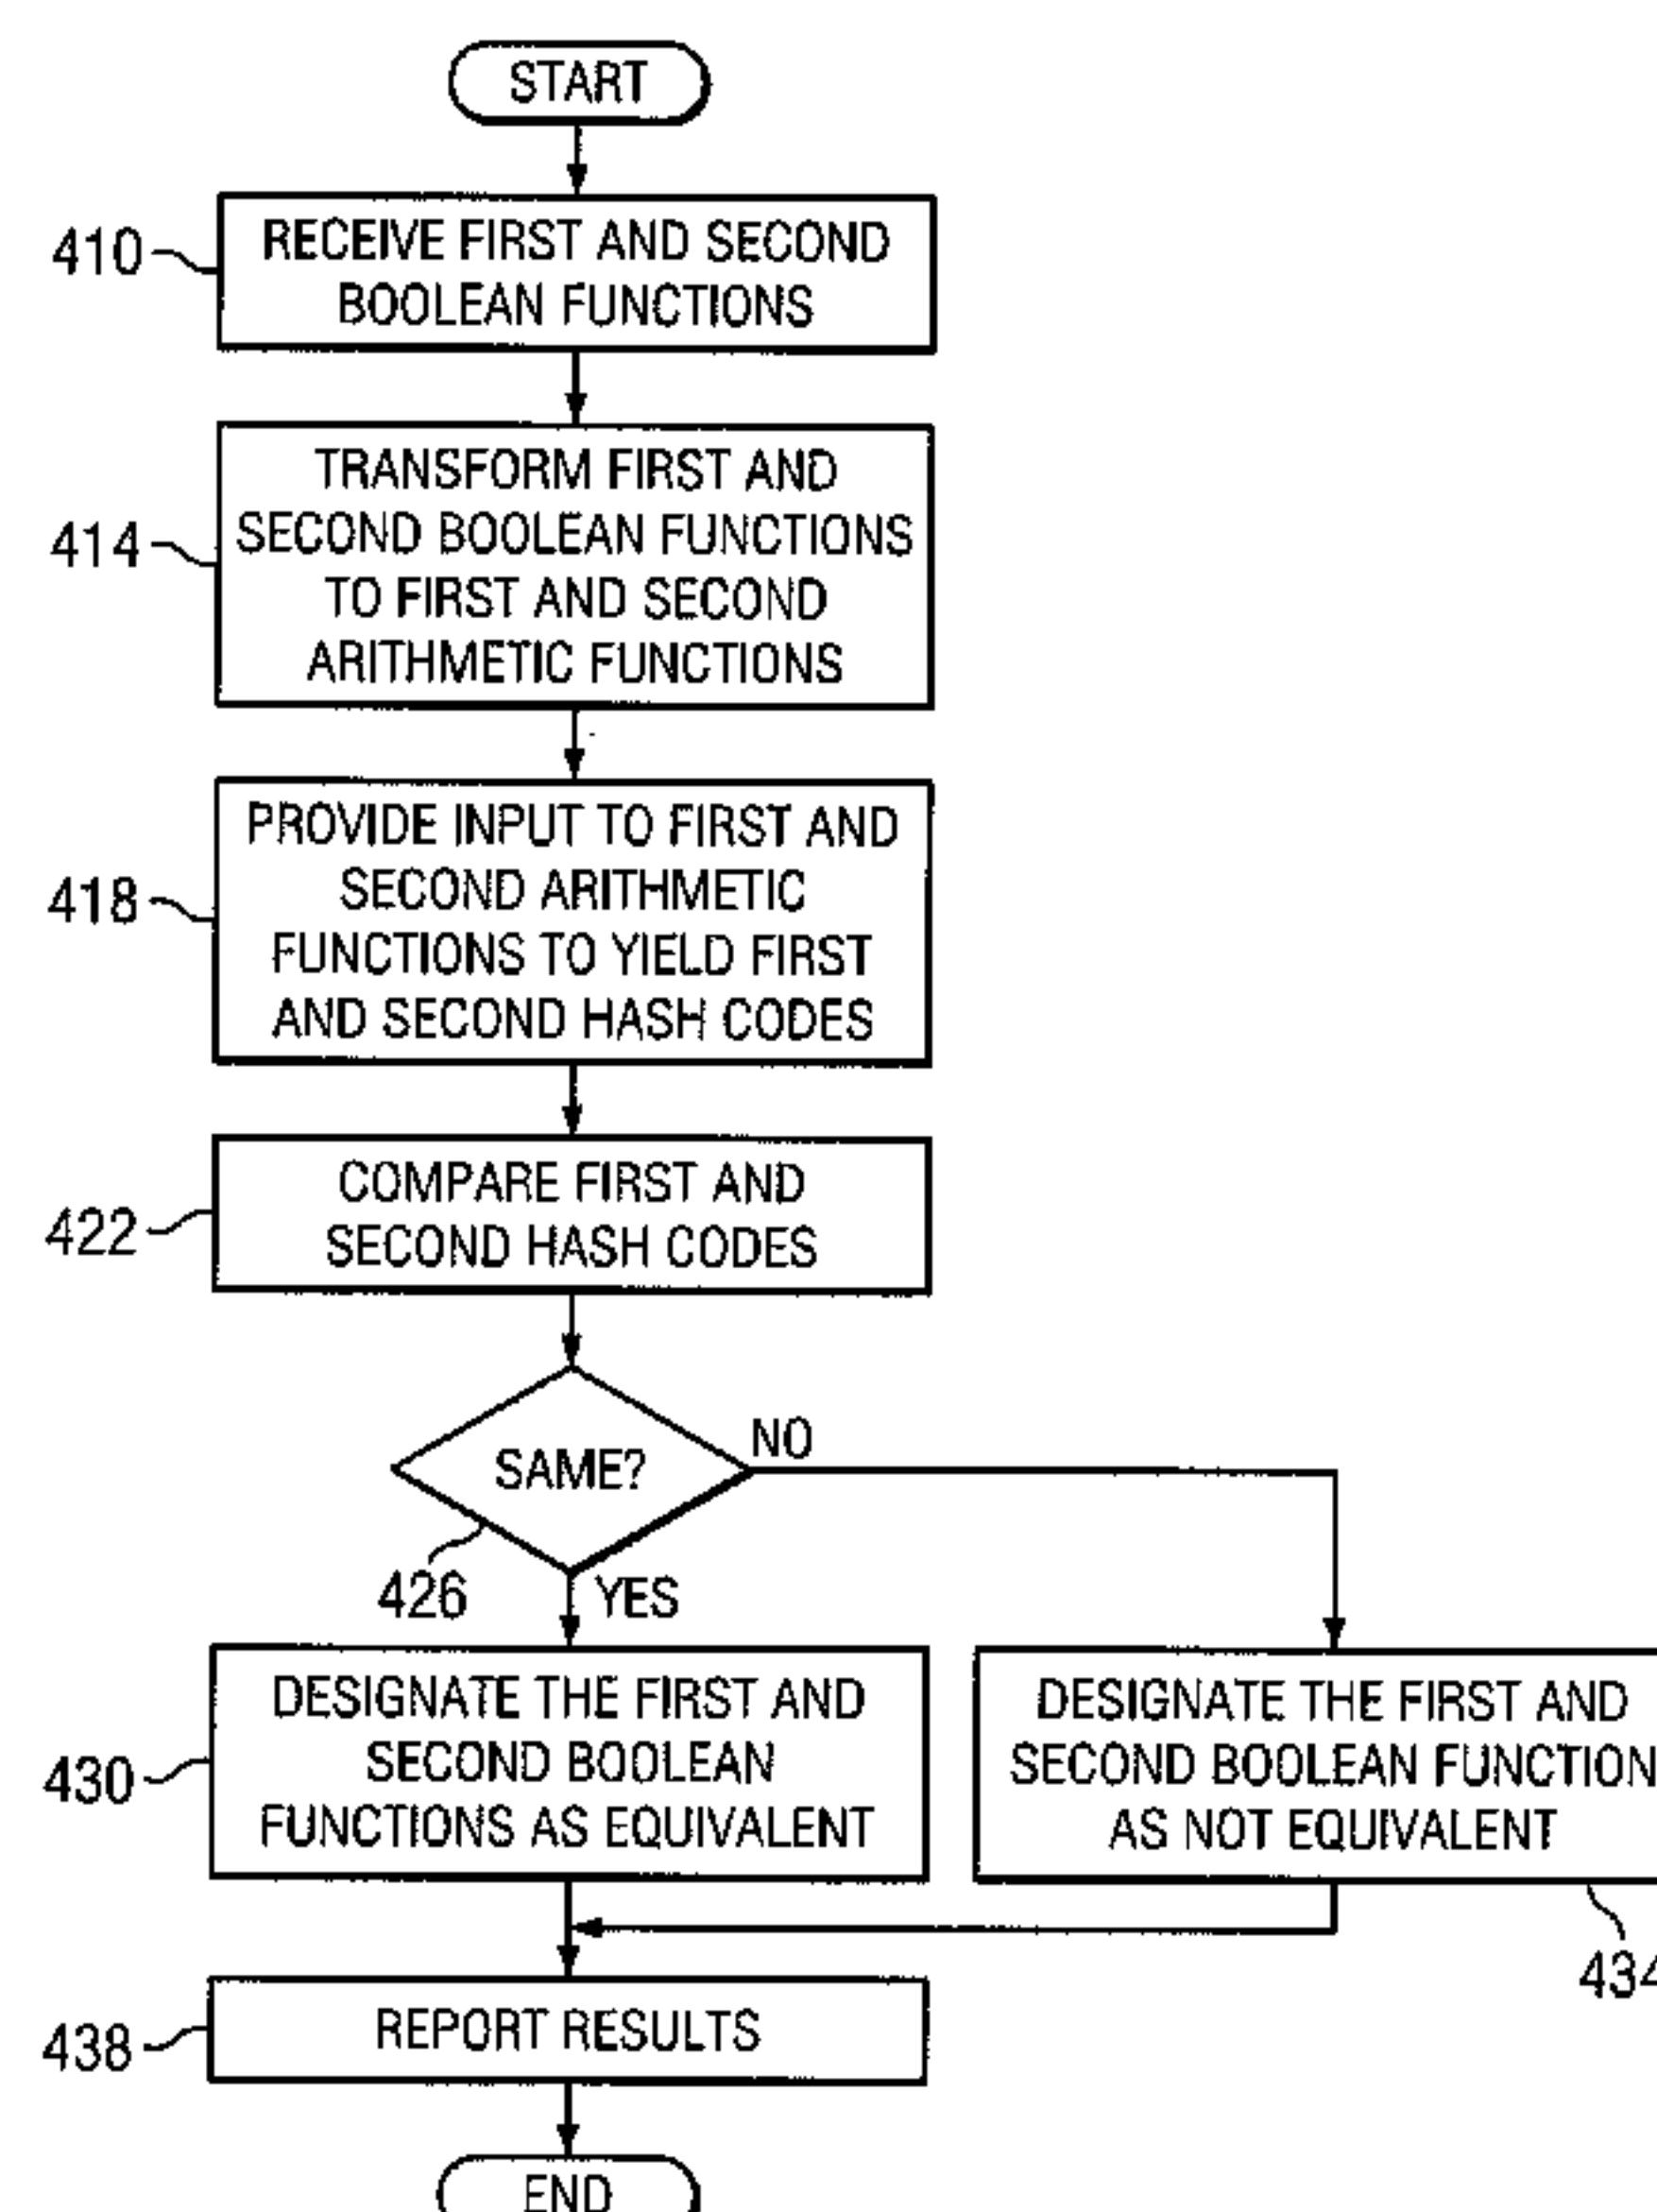 START
410
RECEIVE FIRST AND SECOND
BOOLEAN FUNCTIONS
414
TRANSFORM FIRST AND
SECOND BOOLEAN FUNCTIONS
TO FIRST AND SECOND
ARITHMETIC FUNCTIONS
418
PROVIDE INPUT TO FIRST AND
SECOND ARITHMETIC
FUNCTIONS TO YIELD FIRST
AND SECOND HASH CODES
422
COMPARE FIRST AND
SECOND HASH CODES
SAME?
NO
426
YES
430
DESIGNATE THE FIRST AND
SECOND BOOLEAN
FUNCTIONS AS EQUIVALENT
DESIGNATE THE FIRST AND
SECOND BOOLEAN FUNCTION
AS NOT EQUIVALENT
434
438
REPORT RESULTS
END